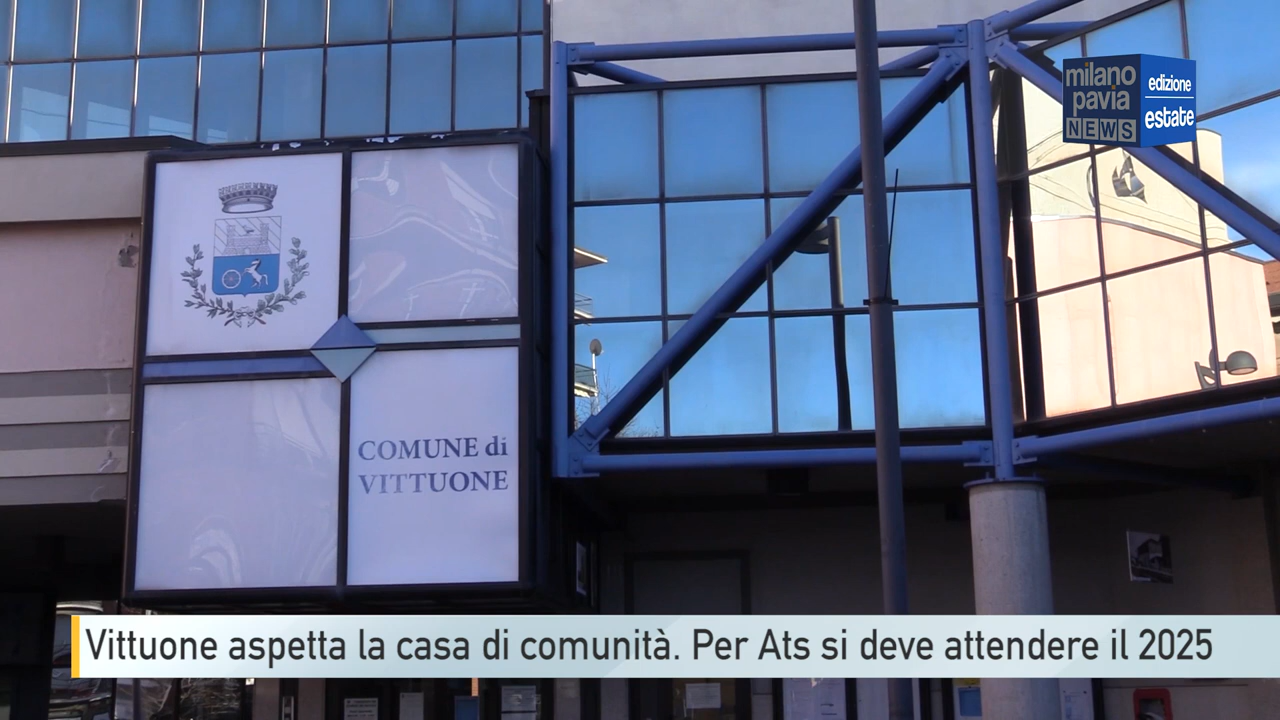 milano
pavia
NEWS
edizione
estate
COMUNE di
VITTUONE
Vittuone aspetta la casa di comunità. Per Ats si deve attendere il 2025